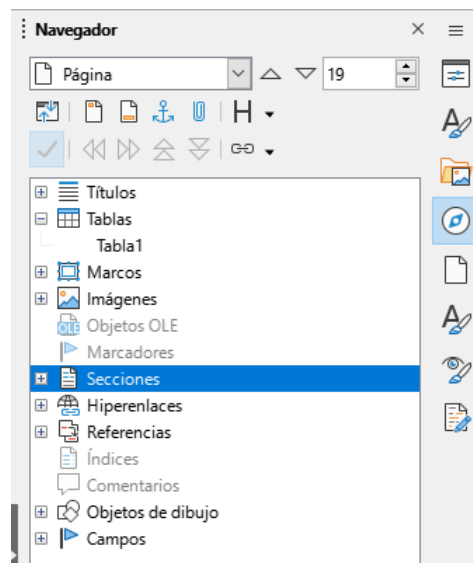 Navegador
Página
19
Títulos
Tablas
Tabla1
Marcos
Imágenes
OLE Objetos OLE
Marcadores
Secciones
Hiperenlaces
Referencias
Índices
Comentarios
Objetos de dibujo
Campos